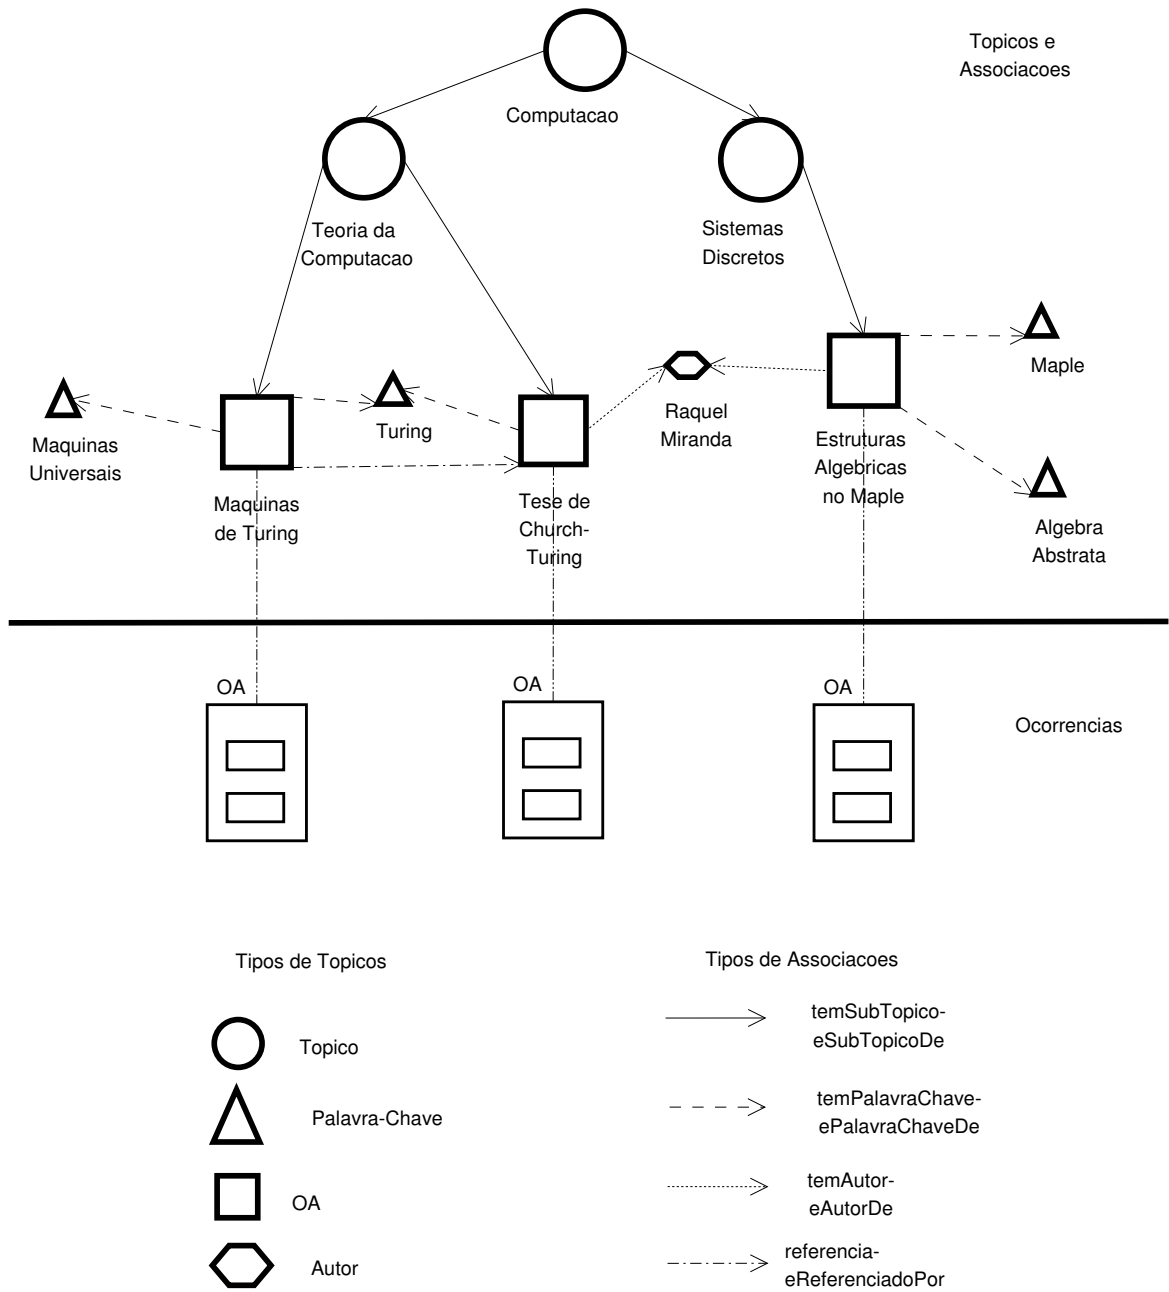 Topicos e
Associacoes
Computacao
Teoria da
Computacao
Sistemas
Discretos
Maquinas
Universais
Turing
Raquel
Miranda
Maple
Maquinas
de Turing
Tese de
Church-
Turing
Estruturas
Algebricas
no Maple
Algebra
Abstrata
OA
OA
OA
Ocorrencias
Tipos de Topicos
Topico
Palavra-Chave
OA
Autor
Tipos de Associacoes
temSubTopico-
eSubTopicoDe
temPalavraChave-
ePalavraChaveDe
temAutor-
eAutorDe
referencia-
eReferenciadoPor